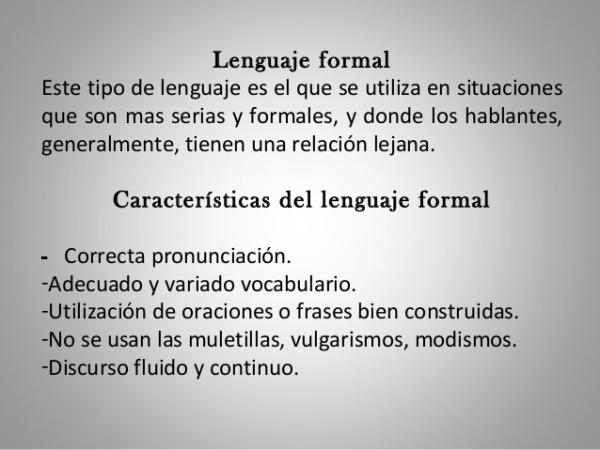 Lenguaje formal
Este tipo de lenguaje es el que se utiliza en situaciones
que son mas serias y formales, y donde los hablantes,
generalmente, tienen una relación lejana.
Características del lenguaje formal
- Correcta pronunciación.
-Adecuado y variado vocabulario.
-Utilización de oraciones o frases bien construidas.
-No se usan las muletillas, vulgarismos, modismos.
-Discurso fluido y continuo.